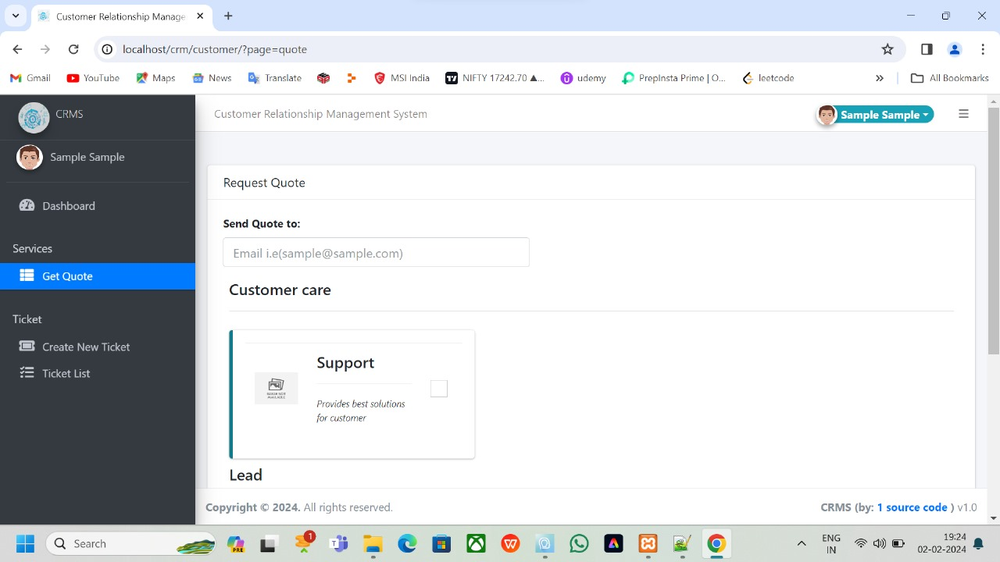 Customer Relationship Manage
localhost/crm/customer/?page=quote
Gmail
YouTube
Maps
News
Translate
MSI India
NIFTY 17242.70 ▲...
udemy
PrepInsta Prime | O...
leetcode
»
All Bookmarks
CRMS
Customer Relationship Management System
Sample Sample
Sample Sample
Dashboard
Services
Get Quote
Ticket
Create New Ticket
Ticket List
Request Quote
Send Quote to:
Email i.e(sample@sample.com)
Customer care
Support
Provides best solutions
for customer
Lead
Copyright © 2024. All rights reserved.
CRMS (by: 1 source code ) v1.0
Search
PRE
1
ENG
IN
19:24
02-02-2024